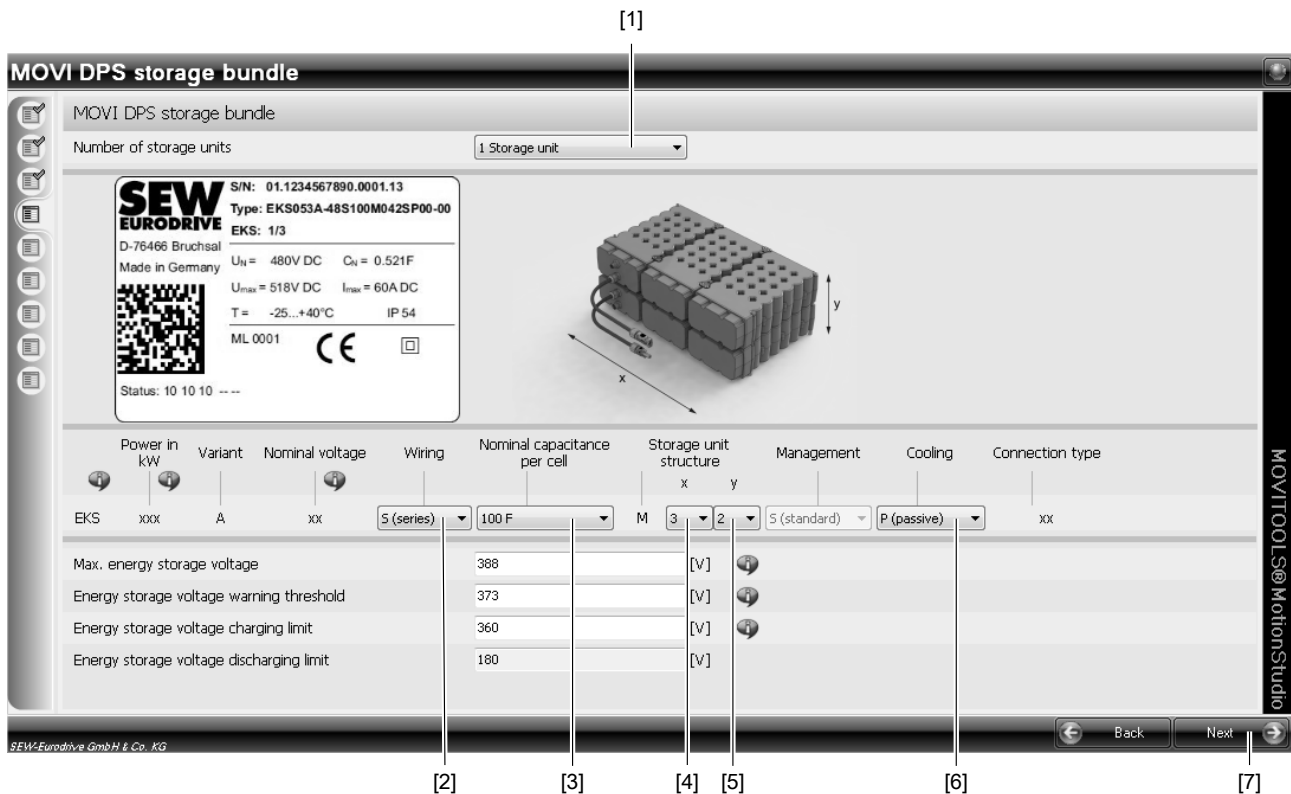 [1]
MOVI DPS storage bundle
MOVI DPS storage bundle
Number of storage units
1 Storage unit
SEW
EURODRIVE
D-76466 Bruchsal
Made in Germany
S/N: 01.1234567890.0001.13
Type: EKS053A-48S100M042SP00-00
EKS: 1/3
UN = 480V DC CN = 0.521F
Umax = 518V DC Imax = 60A DC
T = -25...+40°C IP 54
ML 0001 CE
Status: 10 10 10 -- --
x
y
Power in kW
Variant
Nominal voltage
Wiring
Nominal capacitance
per cell
Storage unit
structure
x y
Management
Cooling
Connection type
EKS xxx A xx S (series) 100 F M 3 2 S (standard) P (passive) xx
Max. energy storage voltage 388 [V]
Energy storage voltage warning threshold 373 [V]
Energy storage voltage charging limit 360 [V]
Energy storage voltage discharging limit 180 [V]
MOVITOOLS®MotionStudio
Back Next
SEW-Eurodrive GmbH & Co. KG
[2] [3] [4] [5] [6] [7]